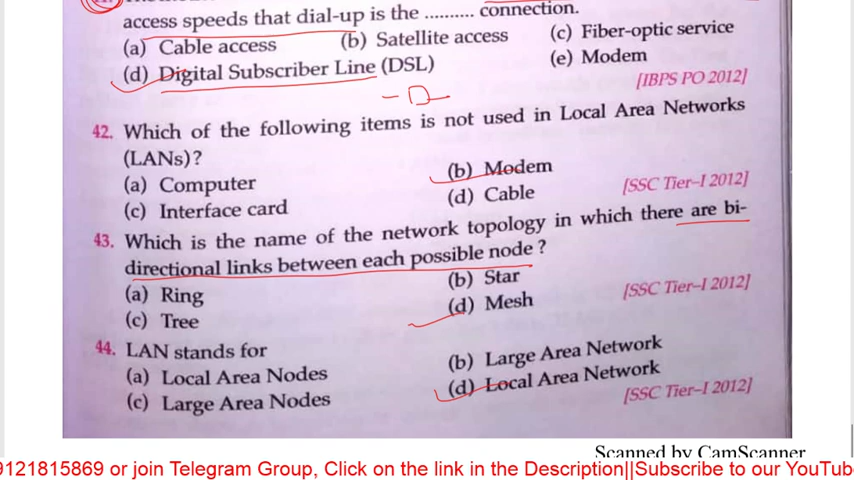 access speeds that dial-up is the .......... connection.
(a) Cable access (b) Satellite access (c) Fiber-optic service
(d) Digital Subscriber Line (DSL) (e) Modem
[IBPS PO 2012]
42. Which of the following items is not used in Local Area Networks
(LANs)?
(a) Computer (b) Modem
(c) Interface card (d) Cable [SSC Tier-I 2012]
43. Which is the name of the network topology in which there are bi-
directional links between each possible node ?
(a) Ring (b) Star
(c) Tree (d) Mesh [SSC Tier-I 2012]
44. LAN stands for
(a) Local Area Nodes (b) Large Area Network
(c) Large Area Nodes (d) Local Area Network
[SSC Tier-I 2012]
Scanned by CamScanner
9121815869 or join Telegram Group, Click on the link in the Description||Subscribe to our YouTub